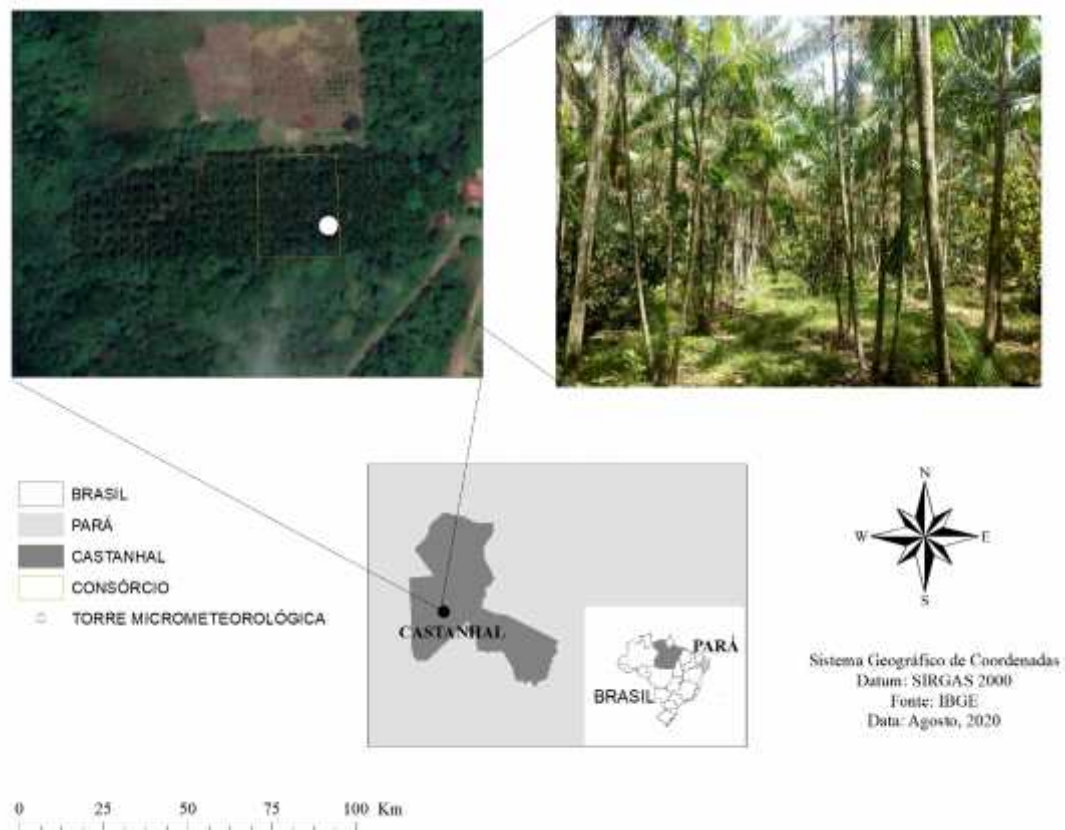 BRASIL
PARÁ
CASTANHAL
CONSÓRCIO
TORRE MICROMETEOROLÓGICA
CASTANHAL
PARÁ
BRASIL
N
W
E
S
Sistema Geográfico de Coordenadas
Datum: SIRGAS 2000
Fonte: IBGE
Data: Agosto, 2020
0 25 50 75 100 Km